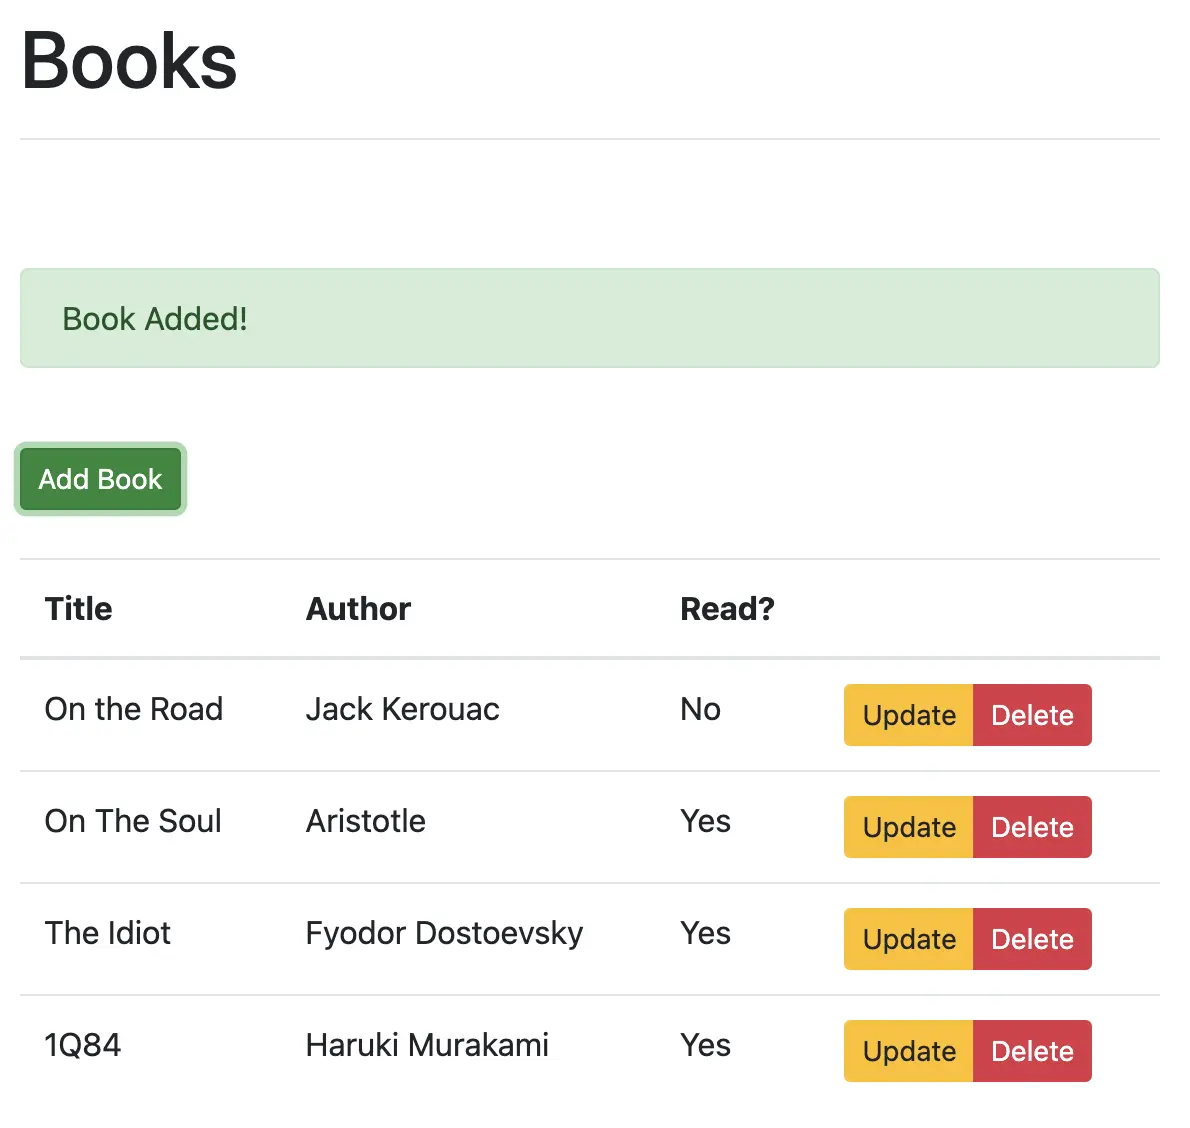 Books
Book Added!
Add Book
Title Author Read?
On the Road Jack Kerouac No Update Delete
On The Soul Aristotle Yes Update Delete
The Idiot Fyodor Dostoevsky Yes Update Delete
1Q84 Haruki Murakami Yes Update Delete